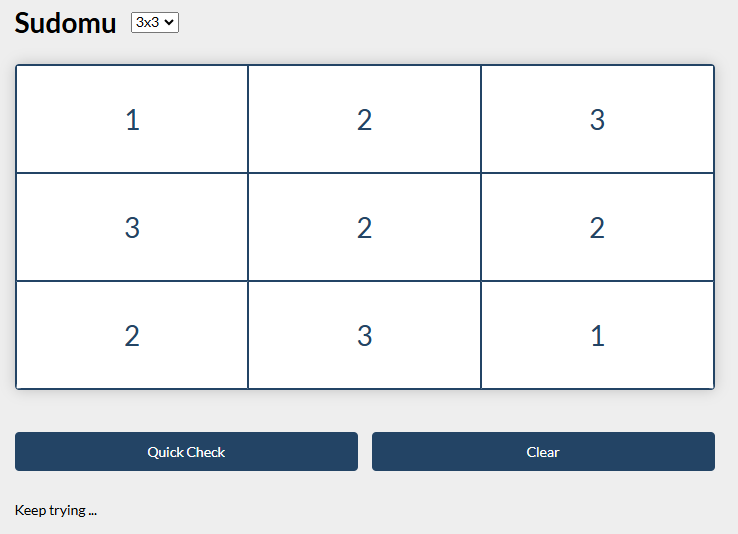 Sudomu 3x3
1 2 3
3 2 2
2 3 1
Quick Check Clear
Keep trying ...